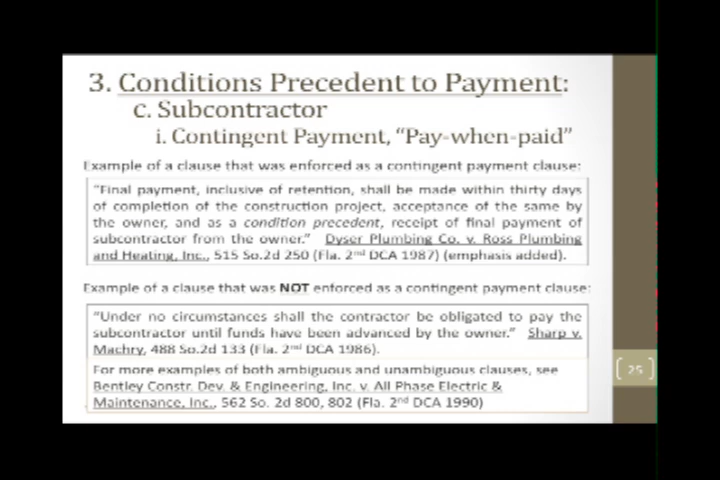 3. Conditions Precedent to Payment:
c. Subcontractor
i. Contingent Payment, “Pay-when-paid”
Example of a clause that was enforced as a contingent payment clause:
“Final payment, inclusive of retention, shall be made within thirty days
of completion of the construction project, acceptance of the same by
the owner, and as a condition precedent, receipt of final payment of
subcontractor from the owner.” Dyser Plumbing Co. v. Ross Plumbing
and Heating, Inc., 515 So.2d 250 (Fla. 2nd DCA 1987) (emphasis added).
Example of a clause that was NOT enforced as a contingent payment clause:
“Under no circumstances shall the contractor be obligated to pay the
subcontractor until funds have been advanced by the owner.” Sharp v.
Machry, 488 So.2d 133 (Fla. 2nd DCA 1986).
For more examples of both ambiguous and unambiguous clauses, see
Bentley Constr. Dev. & Engineering, Inc. v. All Phase Electric &
Maintenance, Inc., 562 So. 2d 800, 802 (Fla. 2nd DCA 1990)
25